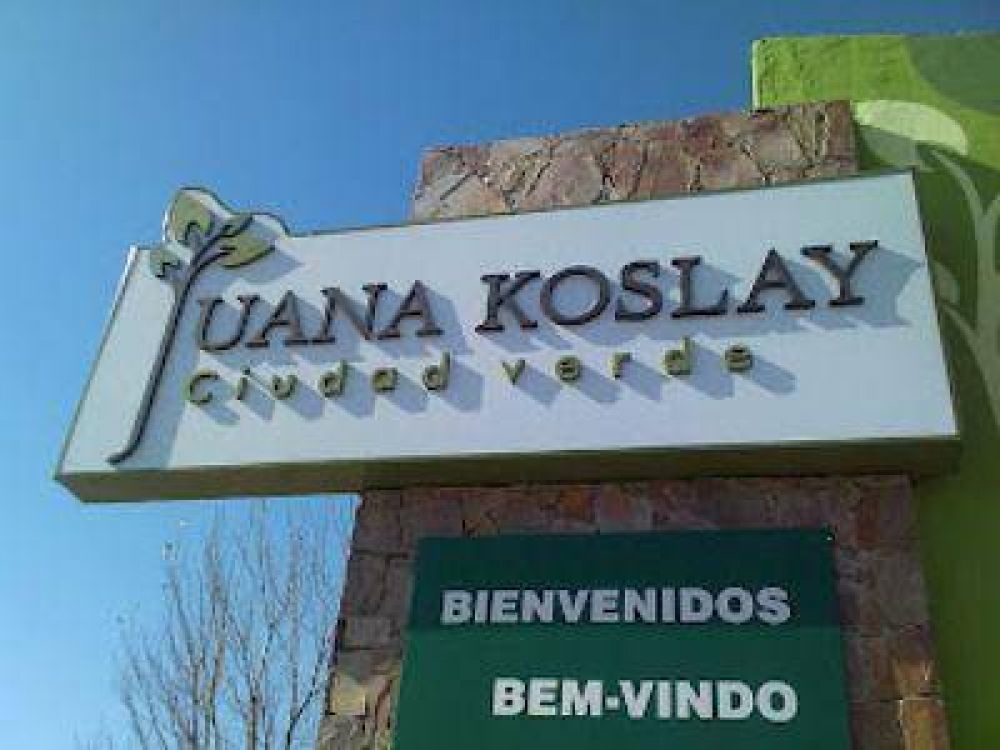 JUANA KOSLAY
Ciudad verde
BIENVENIDOS
BEM-VINDO